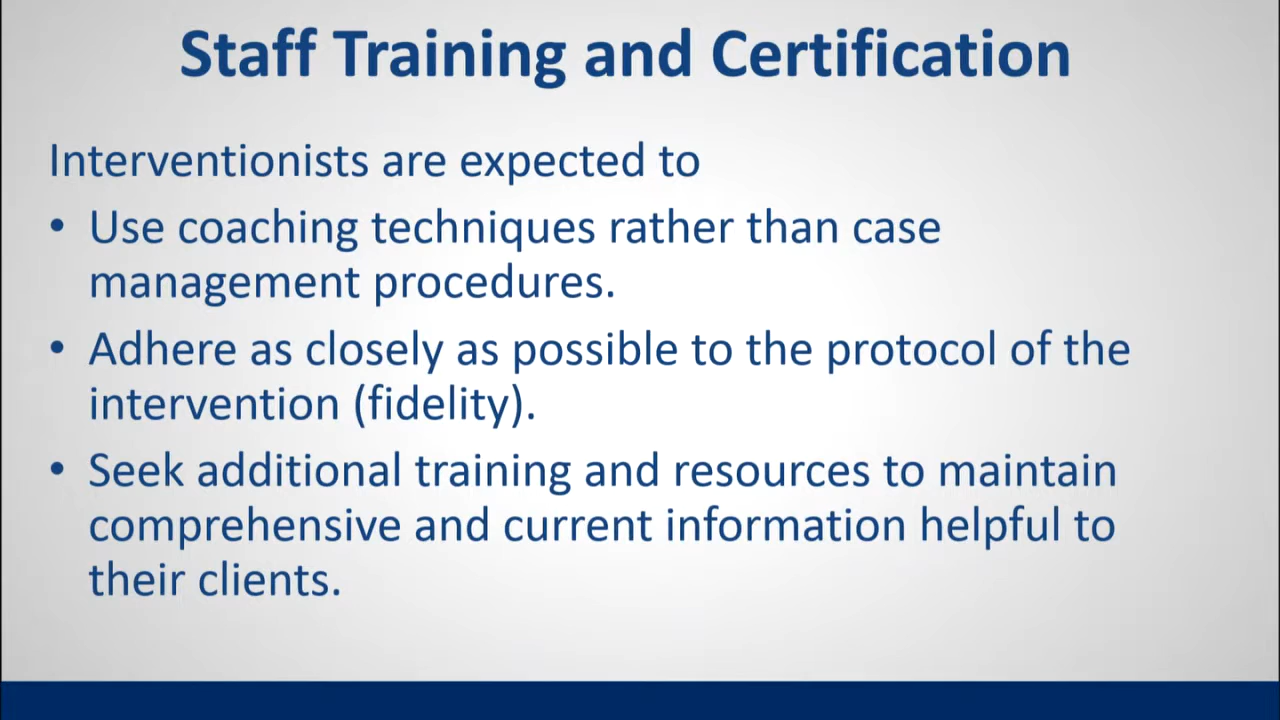 Staff Training and Certification
Interventionists are expected to
• Use coaching techniques rather than case
management procedures.
• Adhere as closely as possible to the protocol of the
intervention (fidelity).
• Seek additional training and resources to maintain
comprehensive and current information helpful to
their clients.